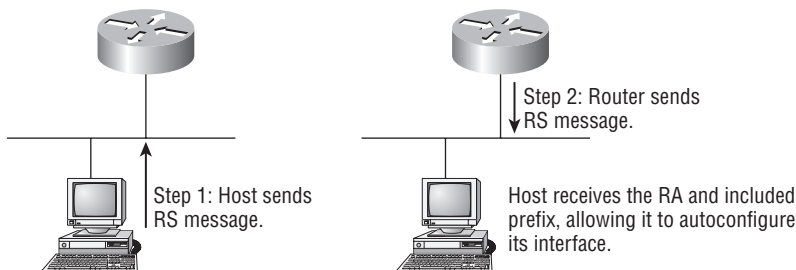 Step 1: Host sends
RS message.
Step 2: Router sends
RS message.
Host receives the RA and included
prefix, allowing it to autoconfigure
its interface.